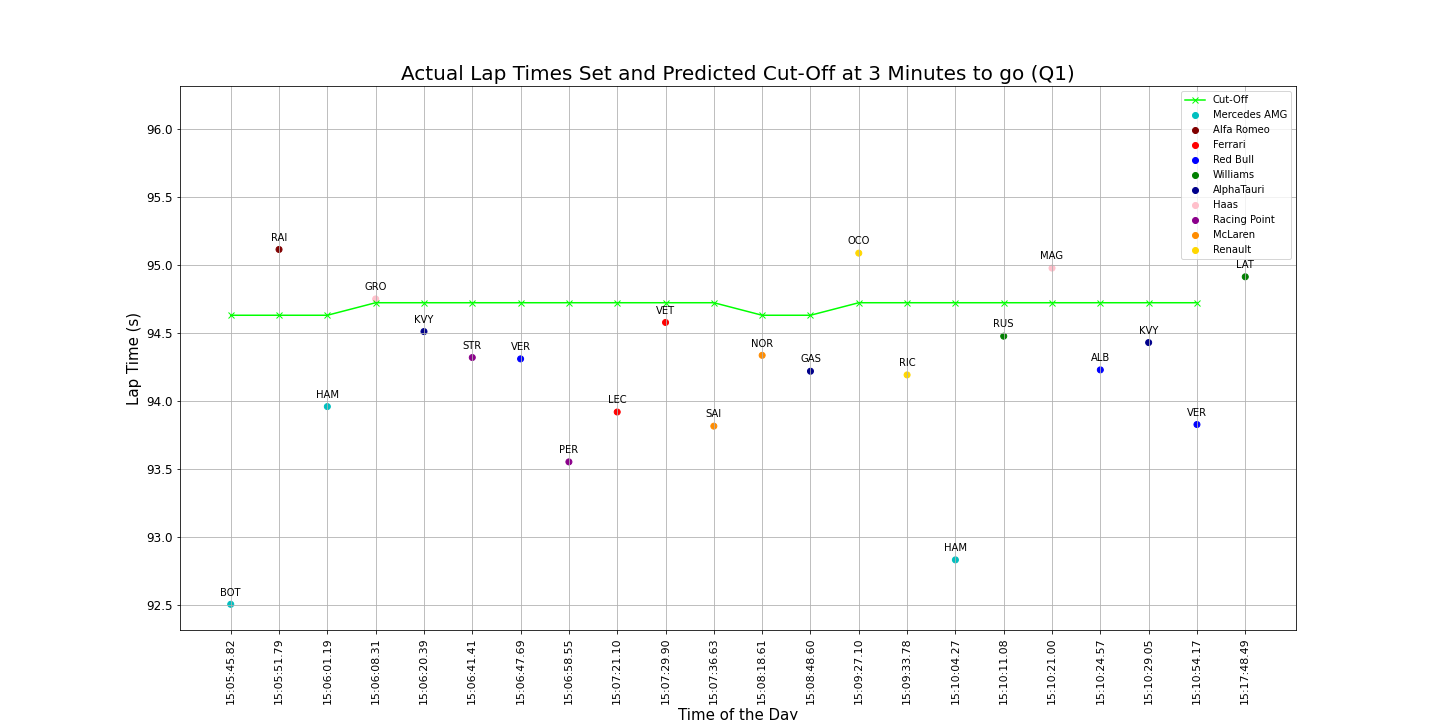 Actual Lap Times Set and Predicted Cut-Off at 3 Minutes to go (Q1)
Cut-Off
Mercedes AMG
Alfa Romeo
Ferrari
Red Bull
Williams
AlphaTauri
Haas
Racing Point
McLaren
Renault
96.0
95.5
95.0
94.5
94.0
93.5
93.0
92.5
Lap Time (s)
BOT
RAI
HAM
GRO
KVY
STR
VER
PER
LEC
VET
SAI
NOR
GAS
OCO
RIC
HAM
RUS
MAG
ALB
KVY
VER
LAT
15:05:45.82
15:05:51.79
15:06:01.19
15:06:08.31
15:06:20.39
15:06:41.41
15:06:47.69
15:06:58.55
15:07:21.10
15:07:29.90
15:07:36.63
15:08:18.61
15:08:48.60
15:09:27.10
15:09:33.78
15:10:04.27
15:10:11.08
15:10:21.00
15:10:24.57
15:10:29.05
15:10:54.17
15:17:48.49
Time of the Day